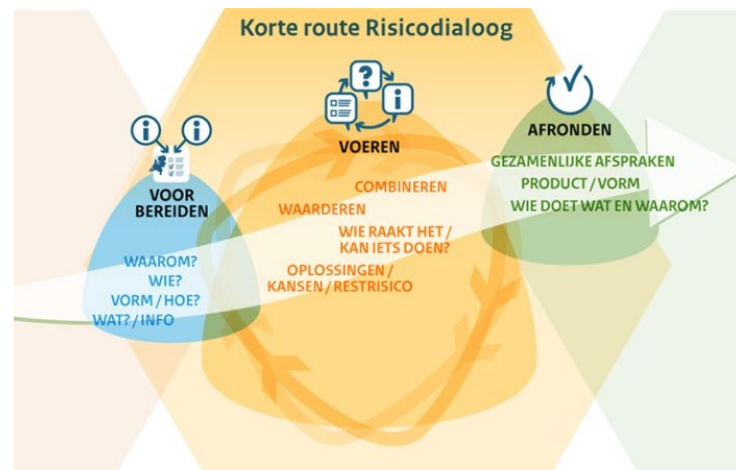 Korte route Risicodialoog
VOOR
BEREIDEN
WAAROM?
WIE?
VORM / HOE?
WAT? / INFO
VOEREN
COMBINEREN
WAARDEREN
WIE RAAKT HET /
KAN IETS DOEN?
OPLOSSINGEN /
KANSEN / RESTRISICO
AFRONDEN
GEZAMENLIJKE AFSPRAKEN
PRODUCT / VORM
WIE DOET WAT EN WAAROM?